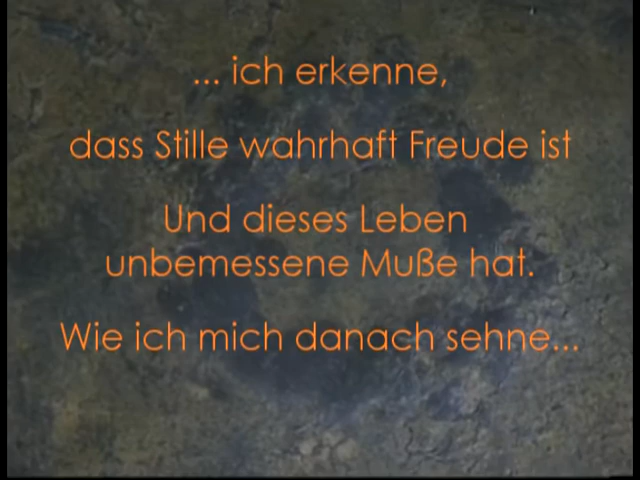 ... ich erkenne,
dass Stille wahrhaft Freude ist
Und dieses Leben
unbemessene Muße hat.
Wie ich mich danach sehne...